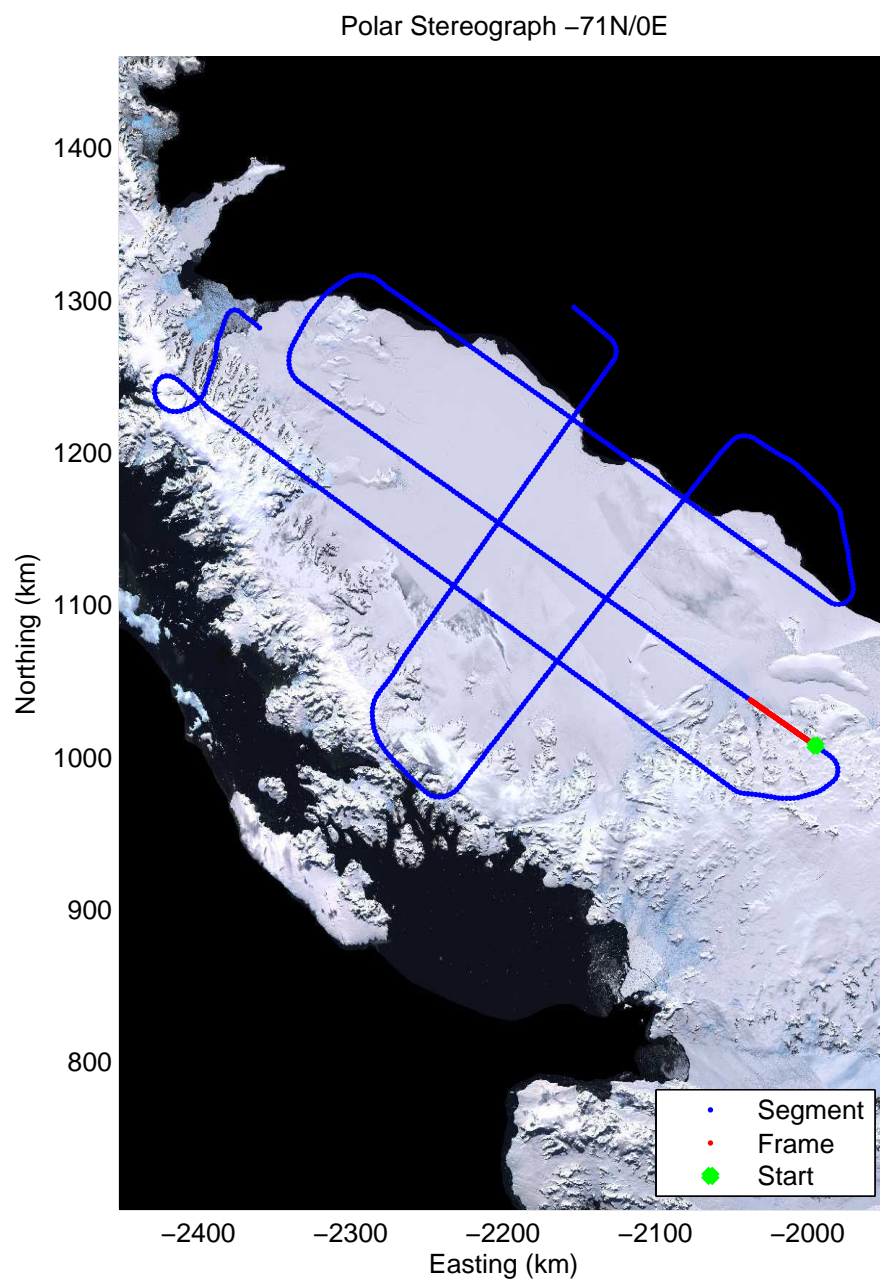 Polar Stereograph −71N/0E
1400
1300
1200
1100
1000
900
800
Northing (km)
−2400
−2300
−2200
−2100
−2000
Easting (km)
Segment
Frame
Start